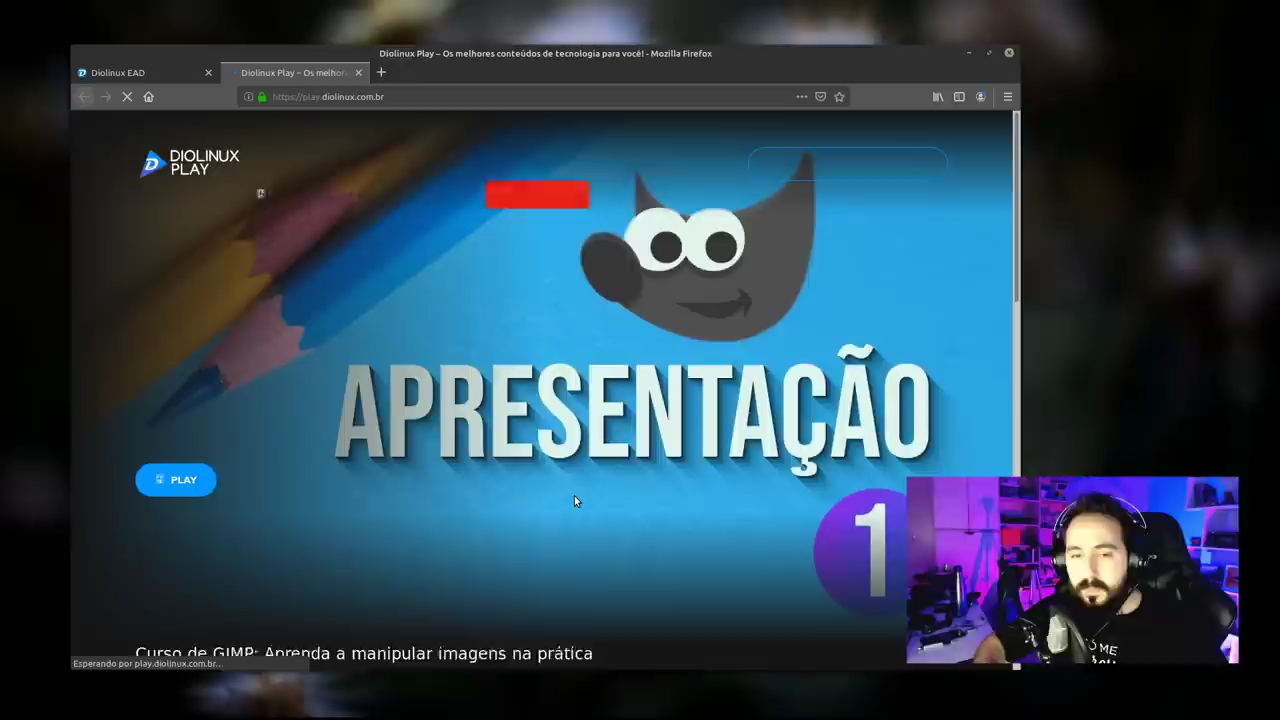 Diolinux Play – Os melhores conteúdos de tecnologia para você! - Mozilla Firefox
Diolinux EAD
Diolinux Play – Os melhore
https://play.diolinux.com.br
DIOLINUX
PLAY
APRESENTAÇÃO
PLAY
1
Curso de GIMP: Aprenda a manipular imagens na prática
Esperando por play.diolinux.com.br...
ME